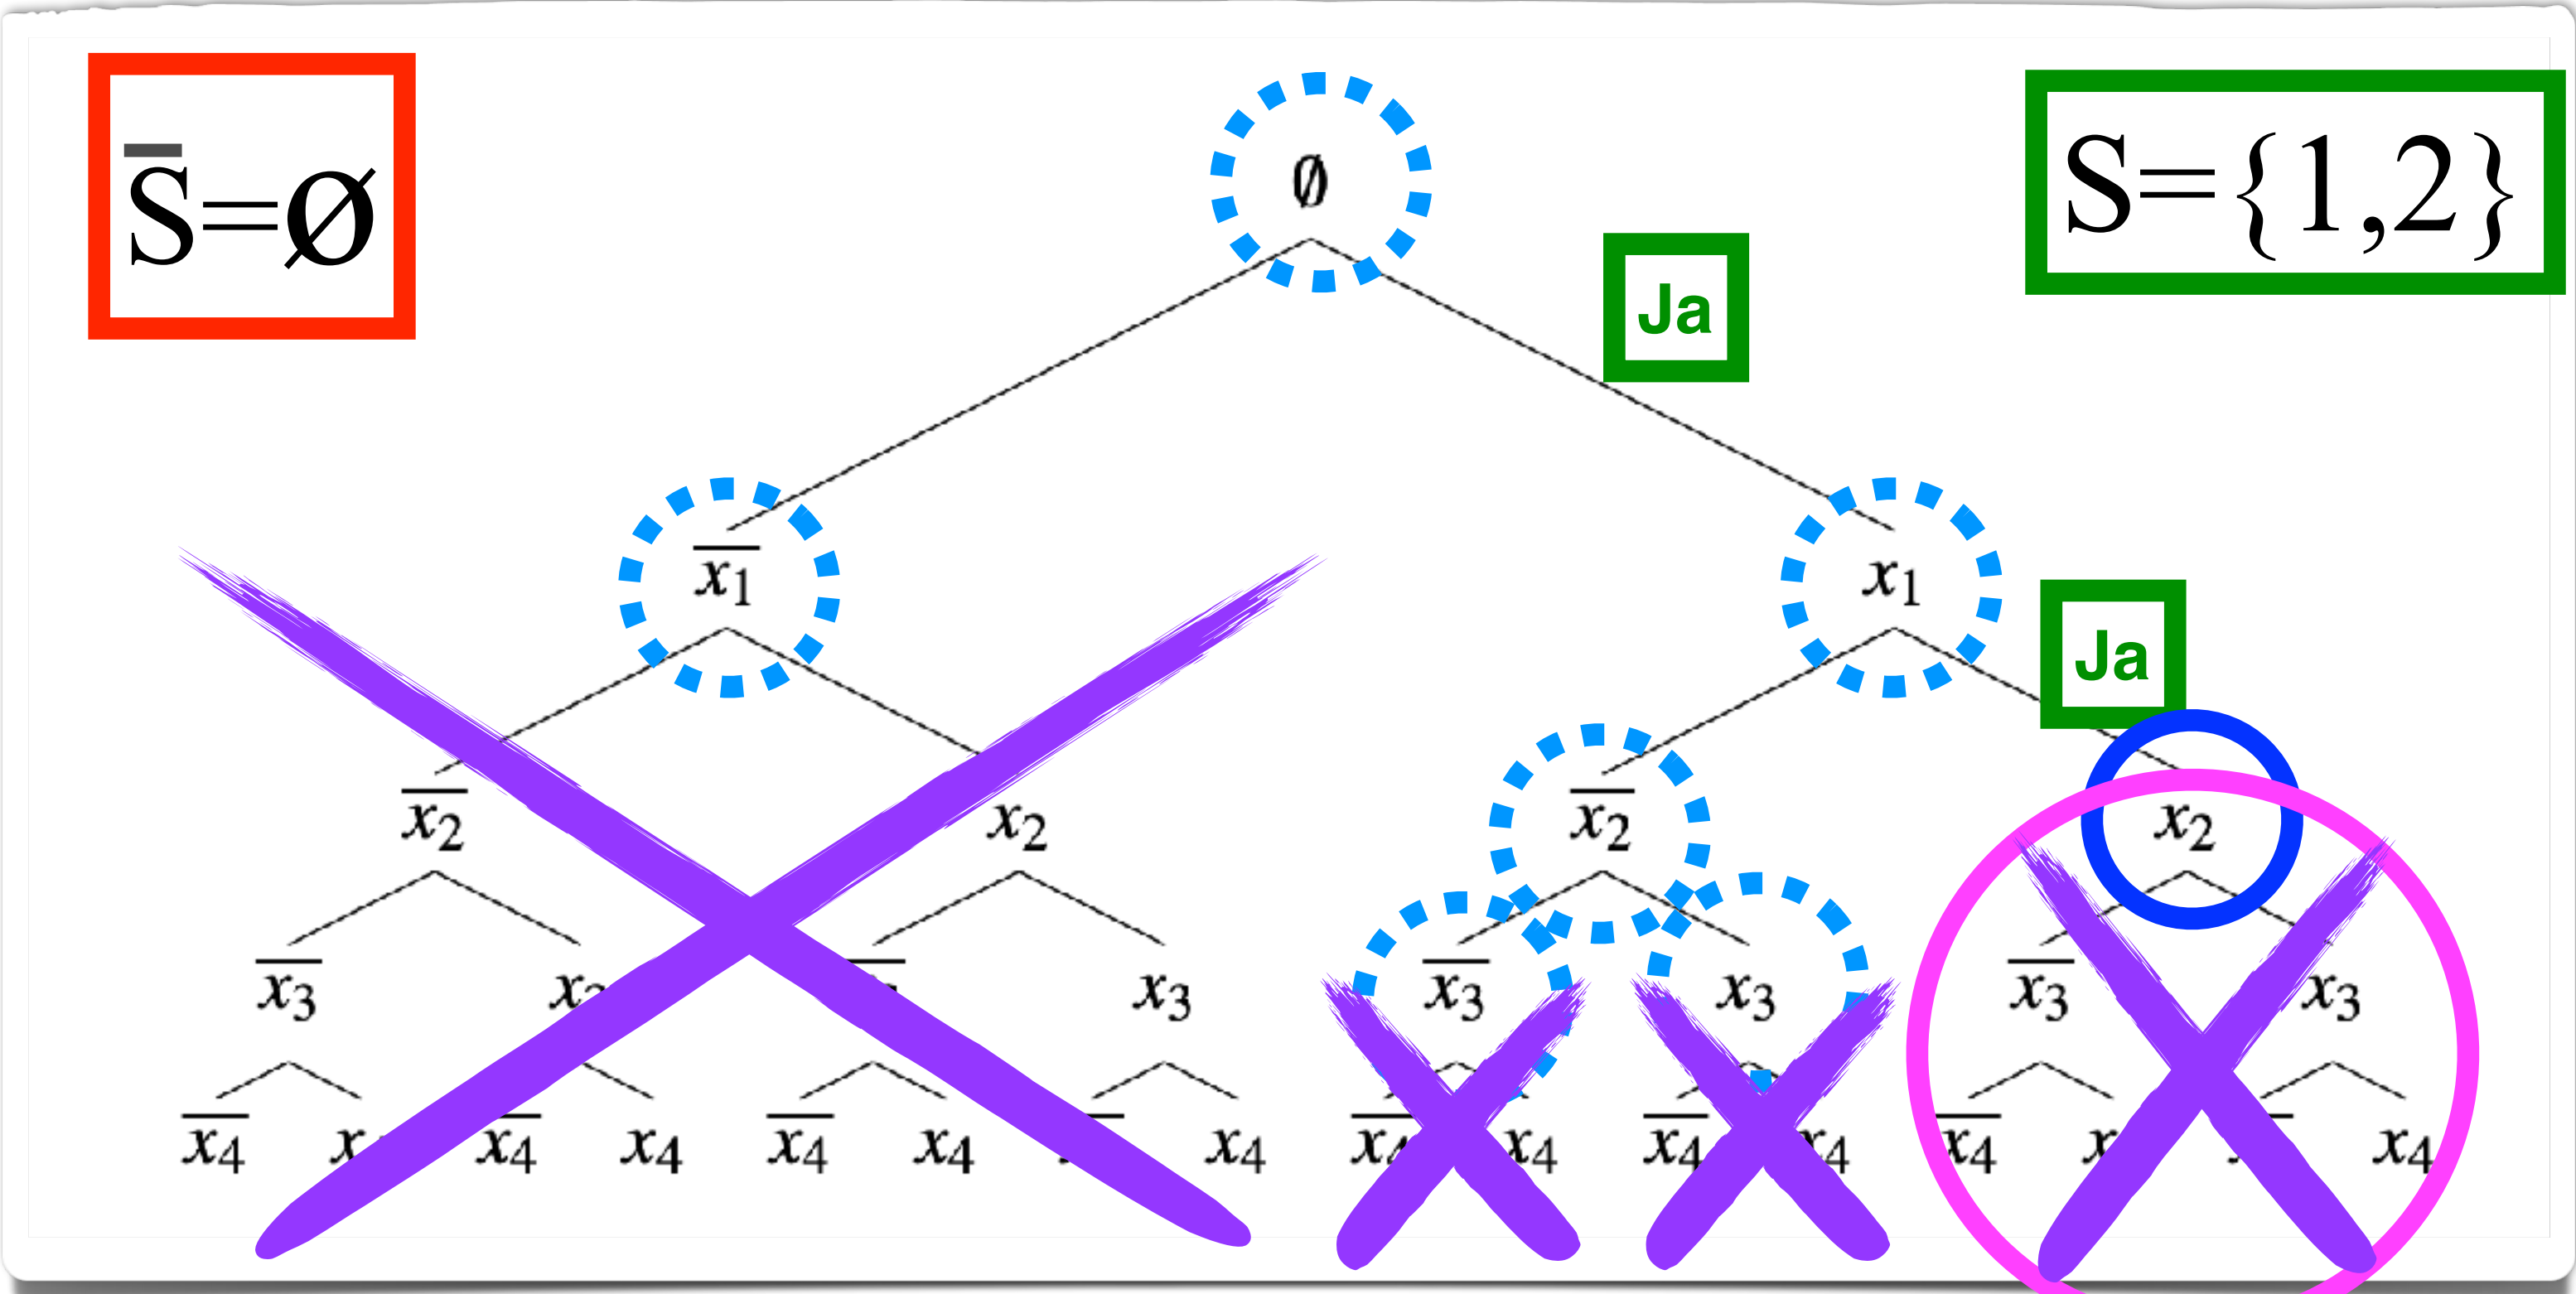 S̅=Ø
∅
S={1,2}
Ja
x̅₁ x₁
Ja
x̅₂ x₂ x̅₂ x₂
x̅₃ x₃ x̅₃ x₃ x̅₃ x₃
x̅₄ x̅₄ x₄ x̅₄ x₄ x₄ x̅₄ x₄ x̅₄ x₄ x̅₄ x₄